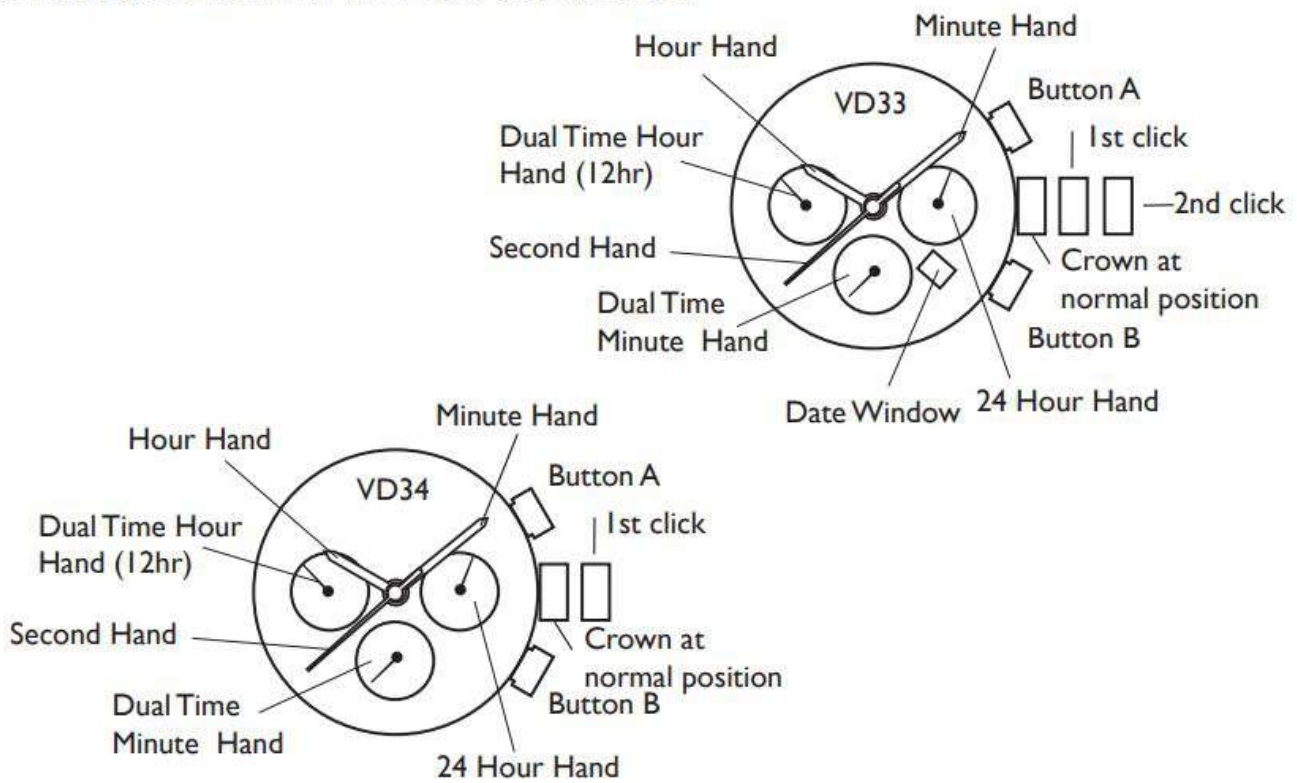 Hour Hand
Minute Hand
VD33
Button A
1st click
Dual Time Hour
Hand (12hr)
2nd click
Second Hand
Crown at
normal position
Dual Time
Minute Hand
Button B
Date Window
24 Hour Hand
Hour Hand
Minute Hand
VD34
Button A
1st click
Dual Time Hour
Hand (12hr)
Second Hand
Crown at
normal position
Dual Time
Minute Hand
Button B
24 Hour Hand